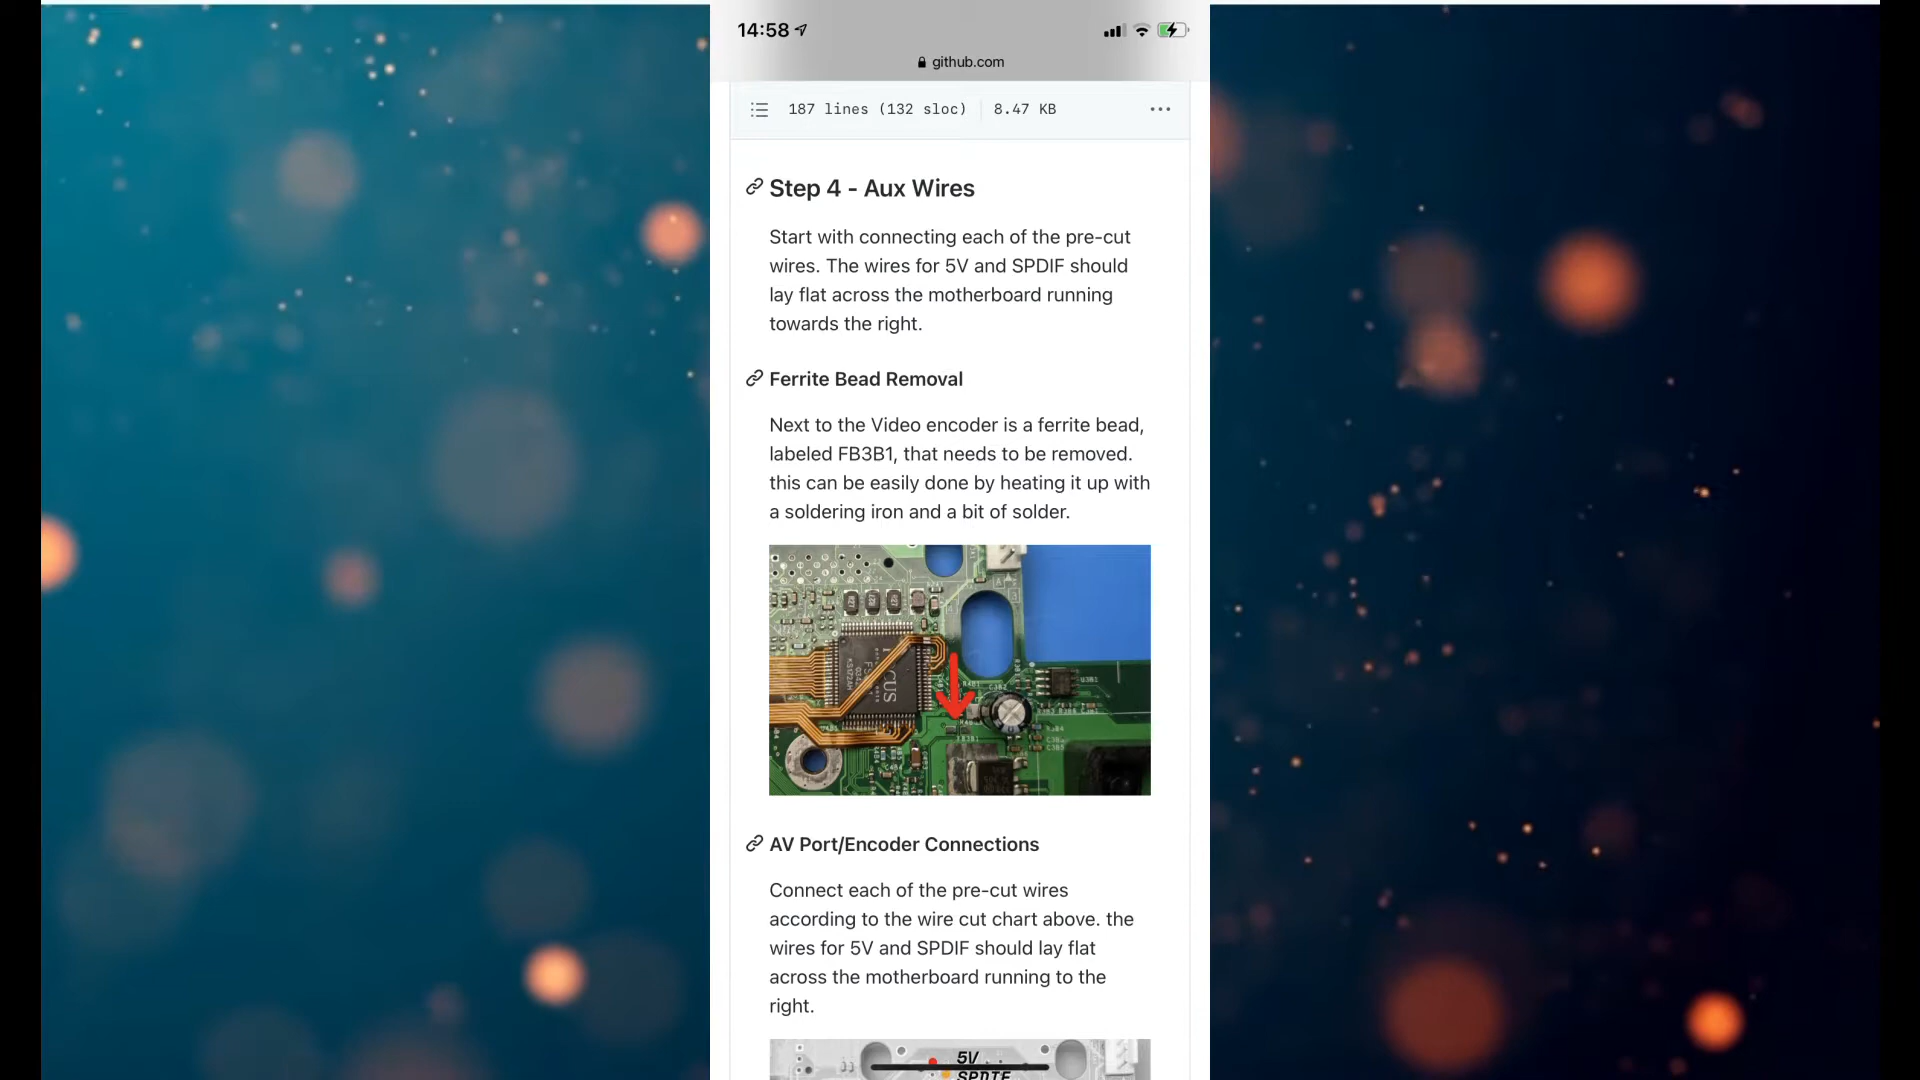 14:58
github.com
187 lines (132 sloc) 8.47 KB
Step 4 - Aux Wires
Start with connecting each of the pre-cut
wires. The wires for 5V and SPDIF should
lay flat across the motherboard running
towards the right.
Ferrite Bead Removal
Next to the Video encoder is a ferrite bead,
labeled FB3B1, that needs to be removed.
this can be easily done by heating it up with
a soldering iron and a bit of solder.
AV Port/Encoder Connections
Connect each of the pre-cut wires
according to the wire cut chart above. the
wires for 5V and SPDIF should lay flat
across the motherboard running to the
right.
5V
SPDIF